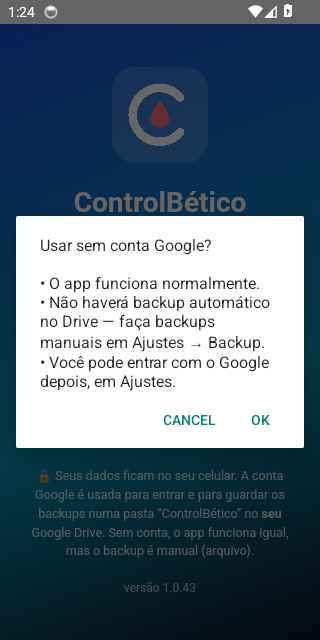 1:24
ControlBético
Usar sem conta Google?
• O app funciona normalmente.
• Não haverá backup automático
no Drive — faça backups
manuais em Ajustes → Backup.
• Você pode entrar com o Google
depois, em Ajustes.
CANCEL OK
🔒 Seus dados ficam no seu celular. A conta
Google é usada para entrar e para guardar os
backups numa pasta “ControlBético” no seu
Google Drive. Sem conta, o app funciona igual,
mas o backup é manual (arquivo).
versão 1.0.43